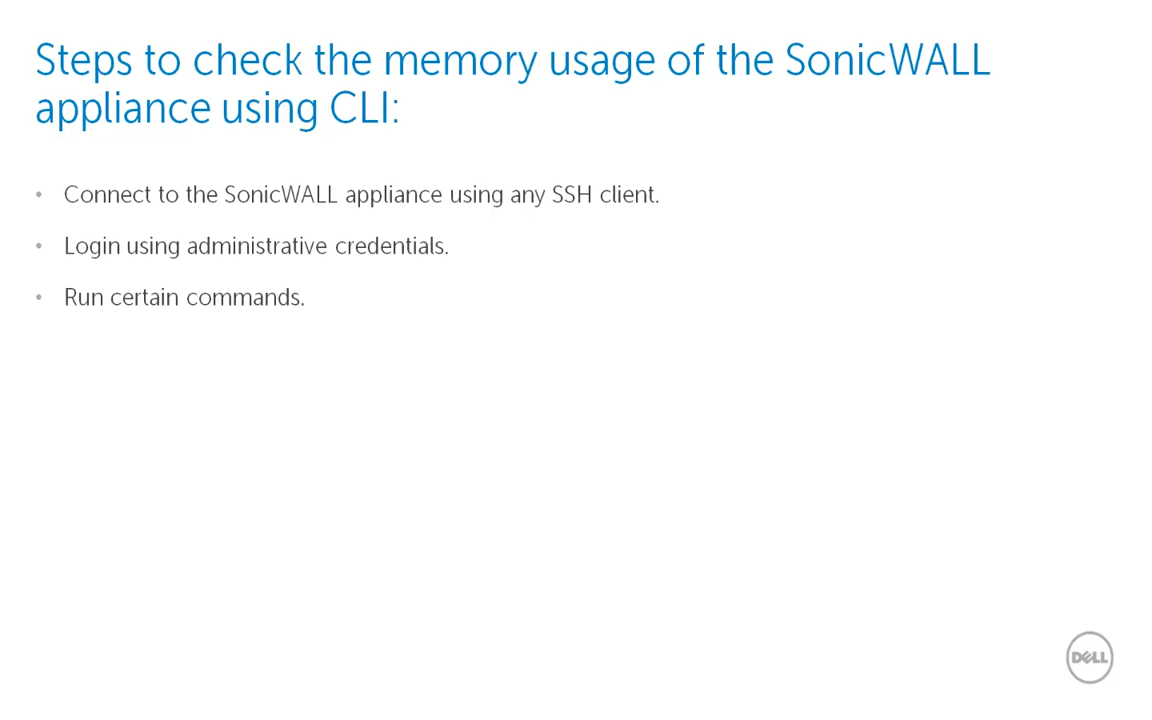 Steps to check the memory usage of the SonicWALL
appliance using CLI:
• Connect to the SonicWALL appliance using any SSH client.
• Login using administrative credentials.
• Run certain commands.
DELL